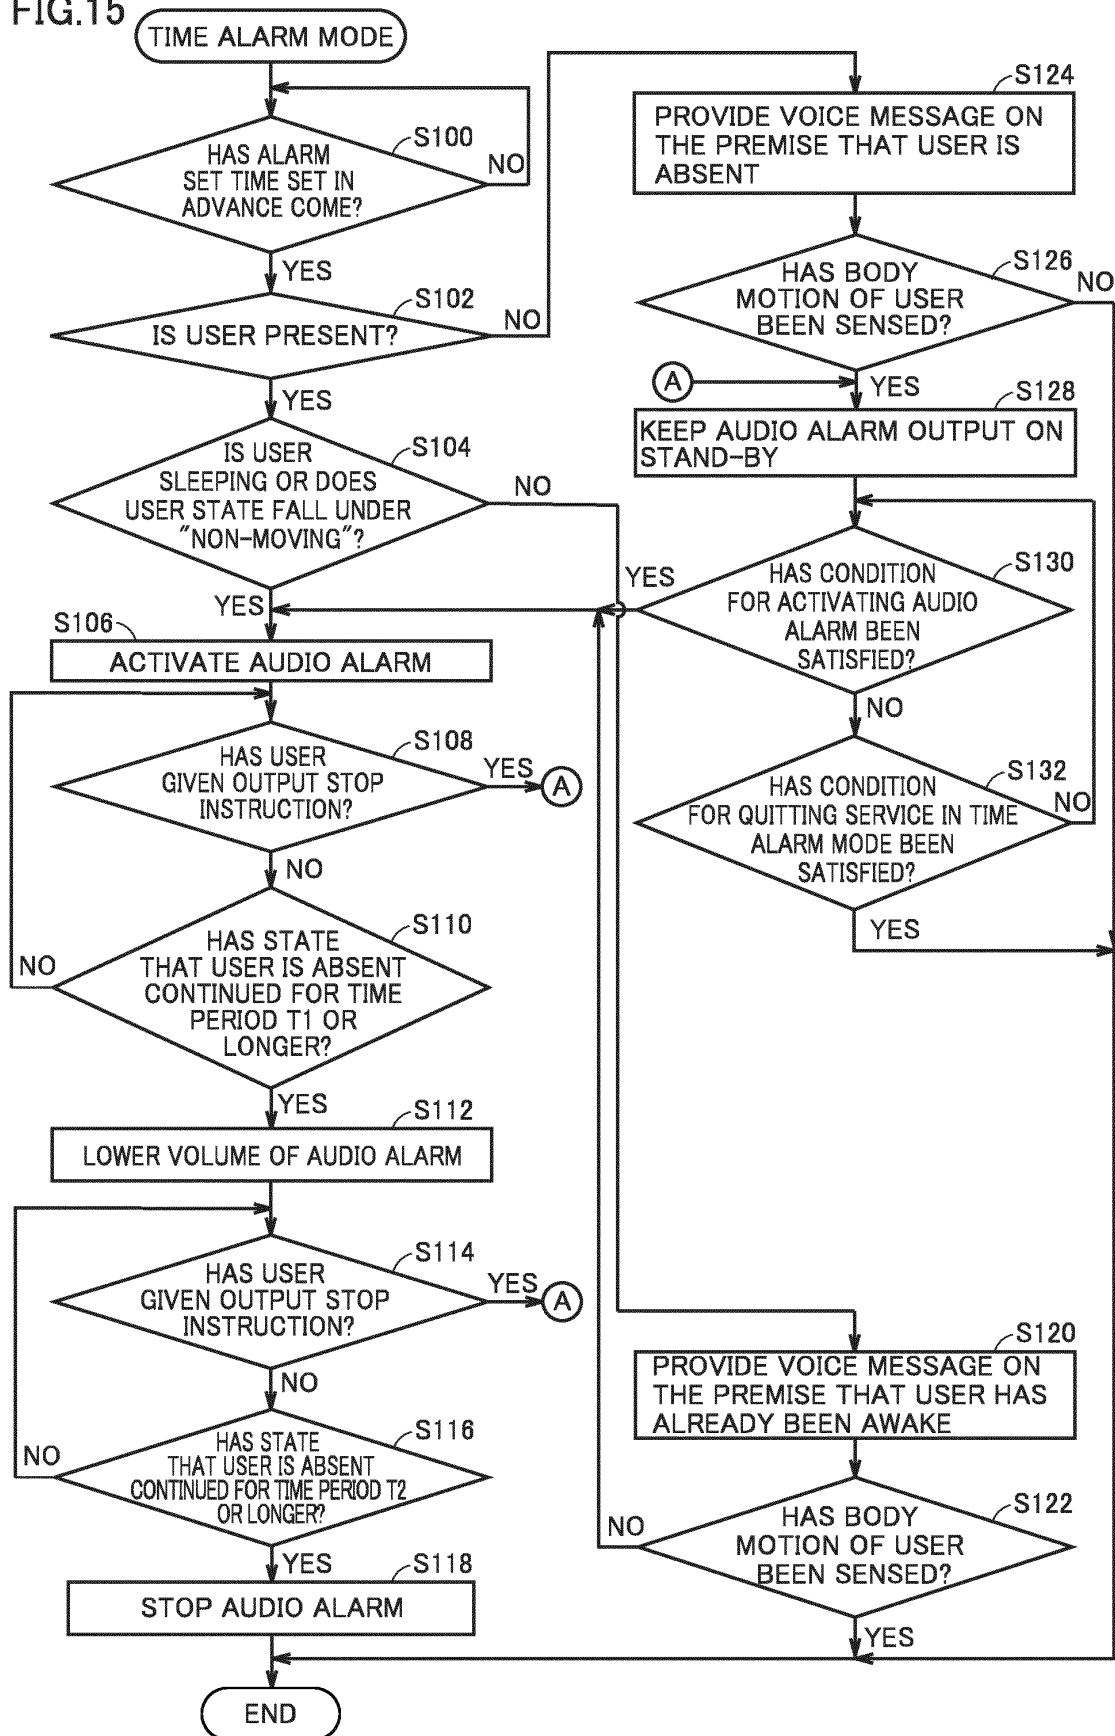 FIG.15
TIME ALARM MODE
S100
HAS ALARM
SET TIME SET IN
ADVANCE COME?
NO
YES
S102
IS USER PRESENT?
NO
YES
S104
IS USER
SLEEPING OR DOES
USER STATE FALL UNDER
"NON-MOVING"?
NO
YES
S106
ACTIVATE AUDIO ALARM
S108
HAS USER
GIVEN OUTPUT STOP
INSTRUCTION?
YES
A
NO
S110
HAS STATE
THAT USER IS ABSENT
CONTINUED FOR TIME
PERIOD T1 OR
LONGER?
NO
YES
S112
LOWER VOLUME OF AUDIO ALARM
S114
HAS USER
GIVEN OUTPUT STOP
INSTRUCTION?
YES
A
NO
S116
HAS STATE
THAT USER IS ABSENT
CONTINUED FOR TIME PERIOD T2
OR LONGER?
NO
YES
S118
STOP AUDIO ALARM
END
S124
PROVIDE VOICE MESSAGE ON
THE PREMISE THAT USER IS
ABSENT
S126
HAS BODY
MOTION OF USER
BEEN SENSED?
NO
A
YES
S128
KEEP AUDIO ALARM OUTPUT ON
STAND-BY
S130
HAS CONDITION
FOR ACTIVATING AUDIO
ALARM BEEN
SATISFIED?
YES
NO
S132
HAS CONDITION
FOR QUITTING SERVICE IN TIME
ALARM MODE BEEN
SATISFIED?
NO
YES
S120
PROVIDE VOICE MESSAGE ON
THE PREMISE THAT USER HAS
ALREADY BEEN AWAKE
S122
HAS BODY
MOTION OF USER
BEEN SENSED?
NO
YES